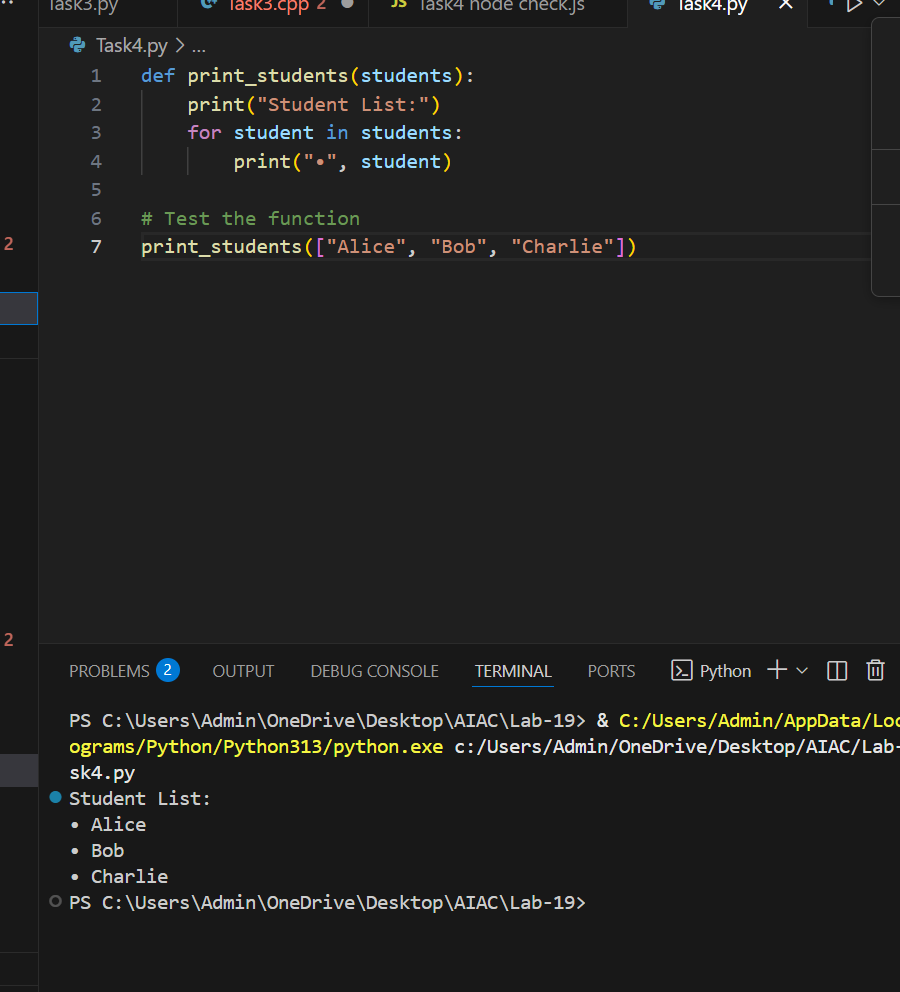 Task3.py Task3.cpp 2 JS Task4 node check.js Task4.py
Task4.py > ...
1 def print_students(students):
2     print("Student List:")
3     for student in students:
4         print("•", student)
5
6 # Test the function
7 print_students(["Alice", "Bob", "Charlie"])
2
2
PROBLEMS 2 OUTPUT DEBUG CONSOLE TERMINAL PORTS Python
PS C:\Users\Admin\OneDrive\Desktop\AIAC\Lab-19> & C:/Users/Admin/AppData/Loc
ograms/Python/Python313/python.exe c:/Users/Admin/OneDrive/Desktop/AIAC/Lab-
sk4.py
Student List:
• Alice
• Bob
• Charlie
PS C:\Users\Admin\OneDrive\Desktop\AIAC\Lab-19>